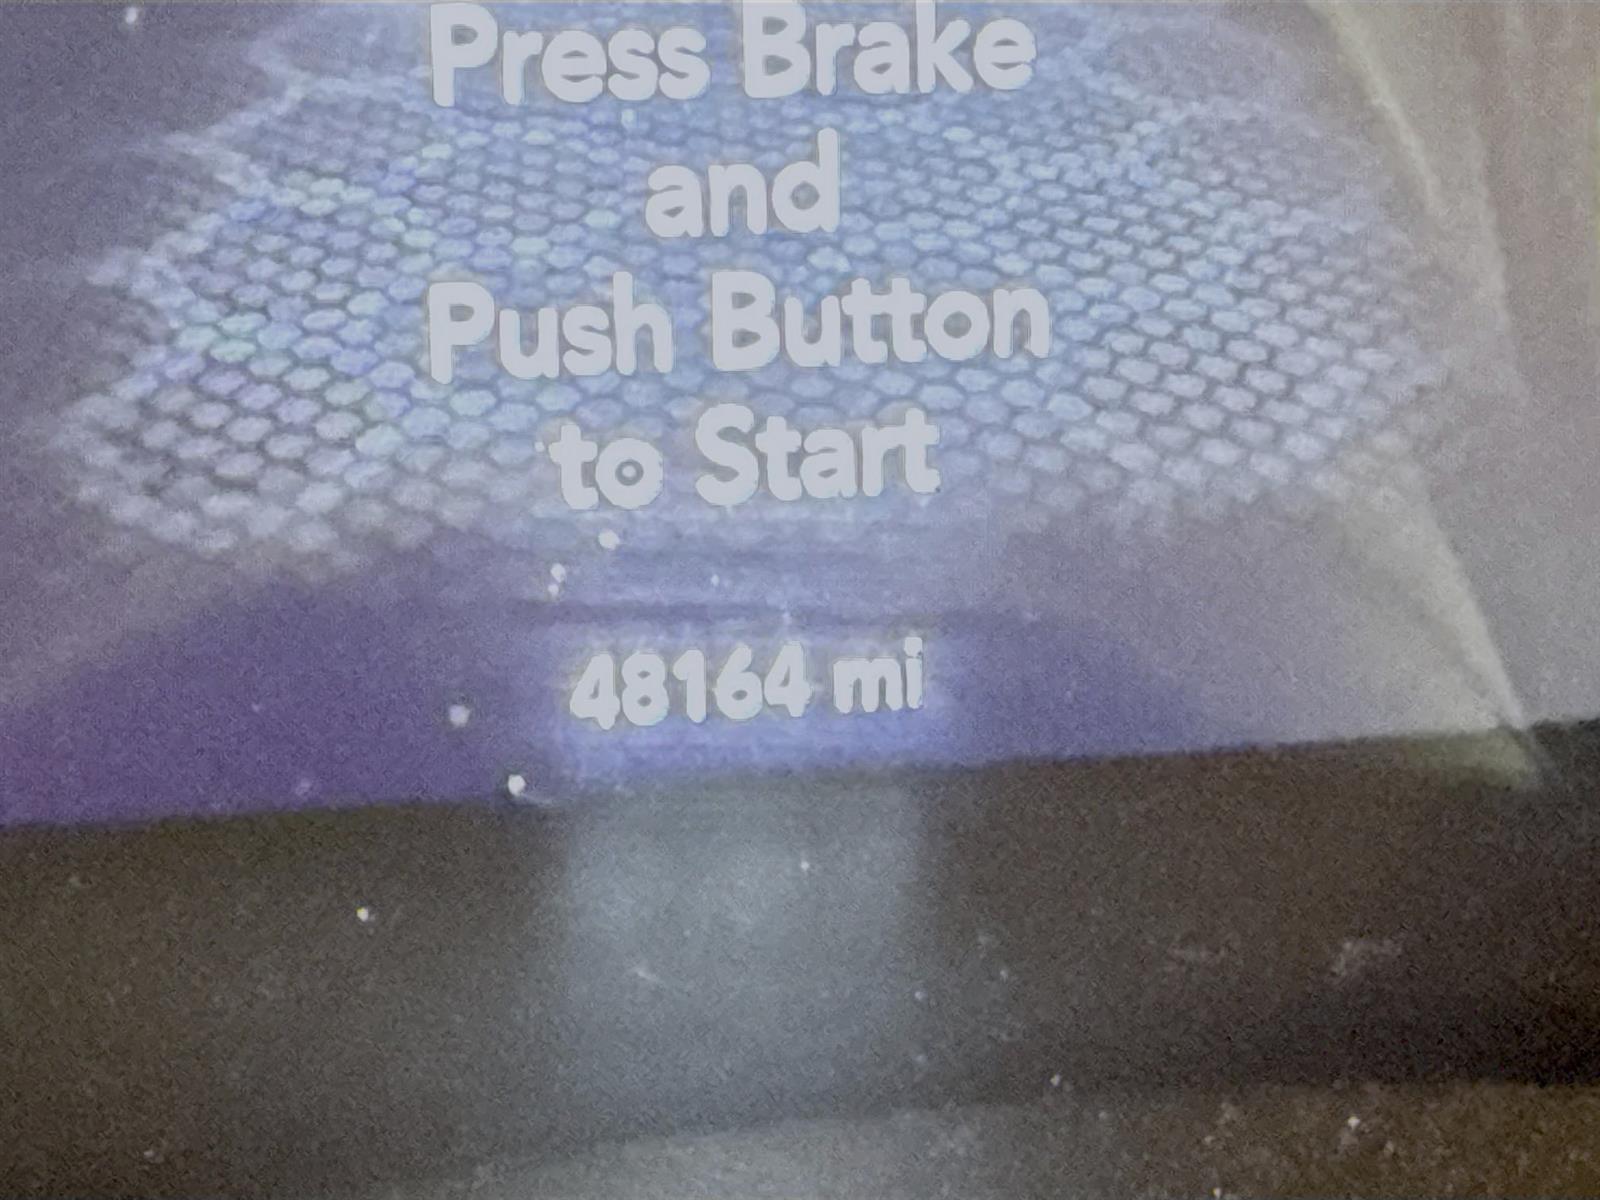 Press Brake
and
Push Button
to Start
48164 mi